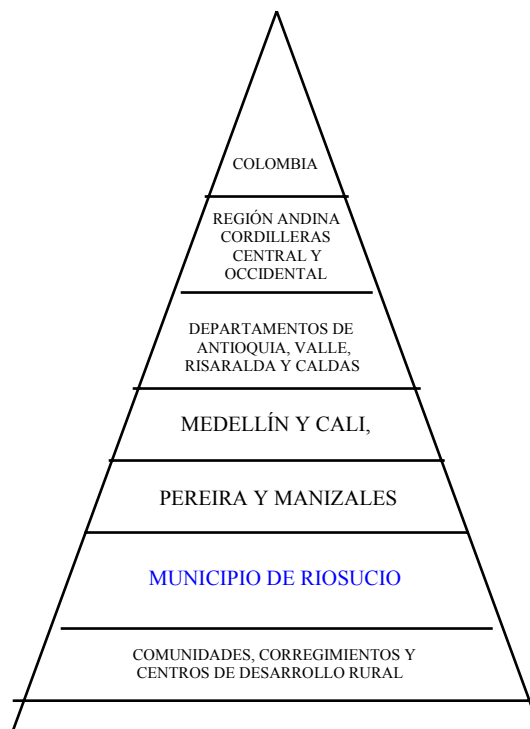 COLOMBIA
REGIÓN ANDINA
CORDILLERAS
CENTRAL Y
OCCIDENTAL
DEPARTAMENTOS DE
ANTIOQUIA, VALLE,
RISARALDA Y CALDAS
MEDELLÍN Y CALI,
PEREIRA Y MANIZALES
MUNICIPIO DE RIOSUCIO
COMUNIDADES, CORREGIMIENTOS Y
CENTROS DE DESARROLLO RURAL